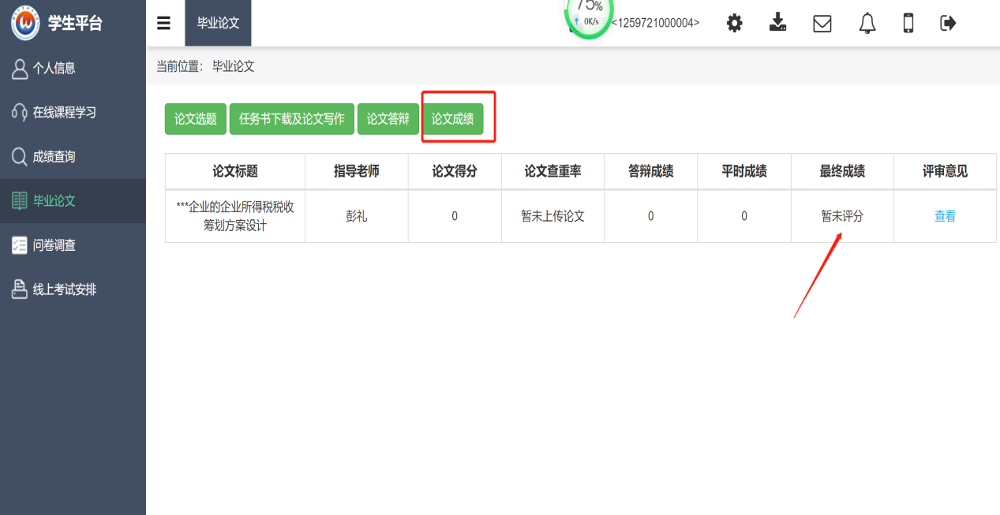 学生平台
毕业论文
75%
0K/s
<1259721000004>
个人信息
在线课程学习
成绩查询
毕业论文
问卷调查
线上考试安排
当前位置： 毕业论文
论文选题 任务书下载及论文写作 论文答辩 论文成绩
论文标题 指导老师 论文得分 论文查重率 答辩成绩 平时成绩 最终成绩 评审意见
***企业的企业所得税税收
筹划方案设计
彭礼 0 暂未上传论文 0 0 暂未评分 查看